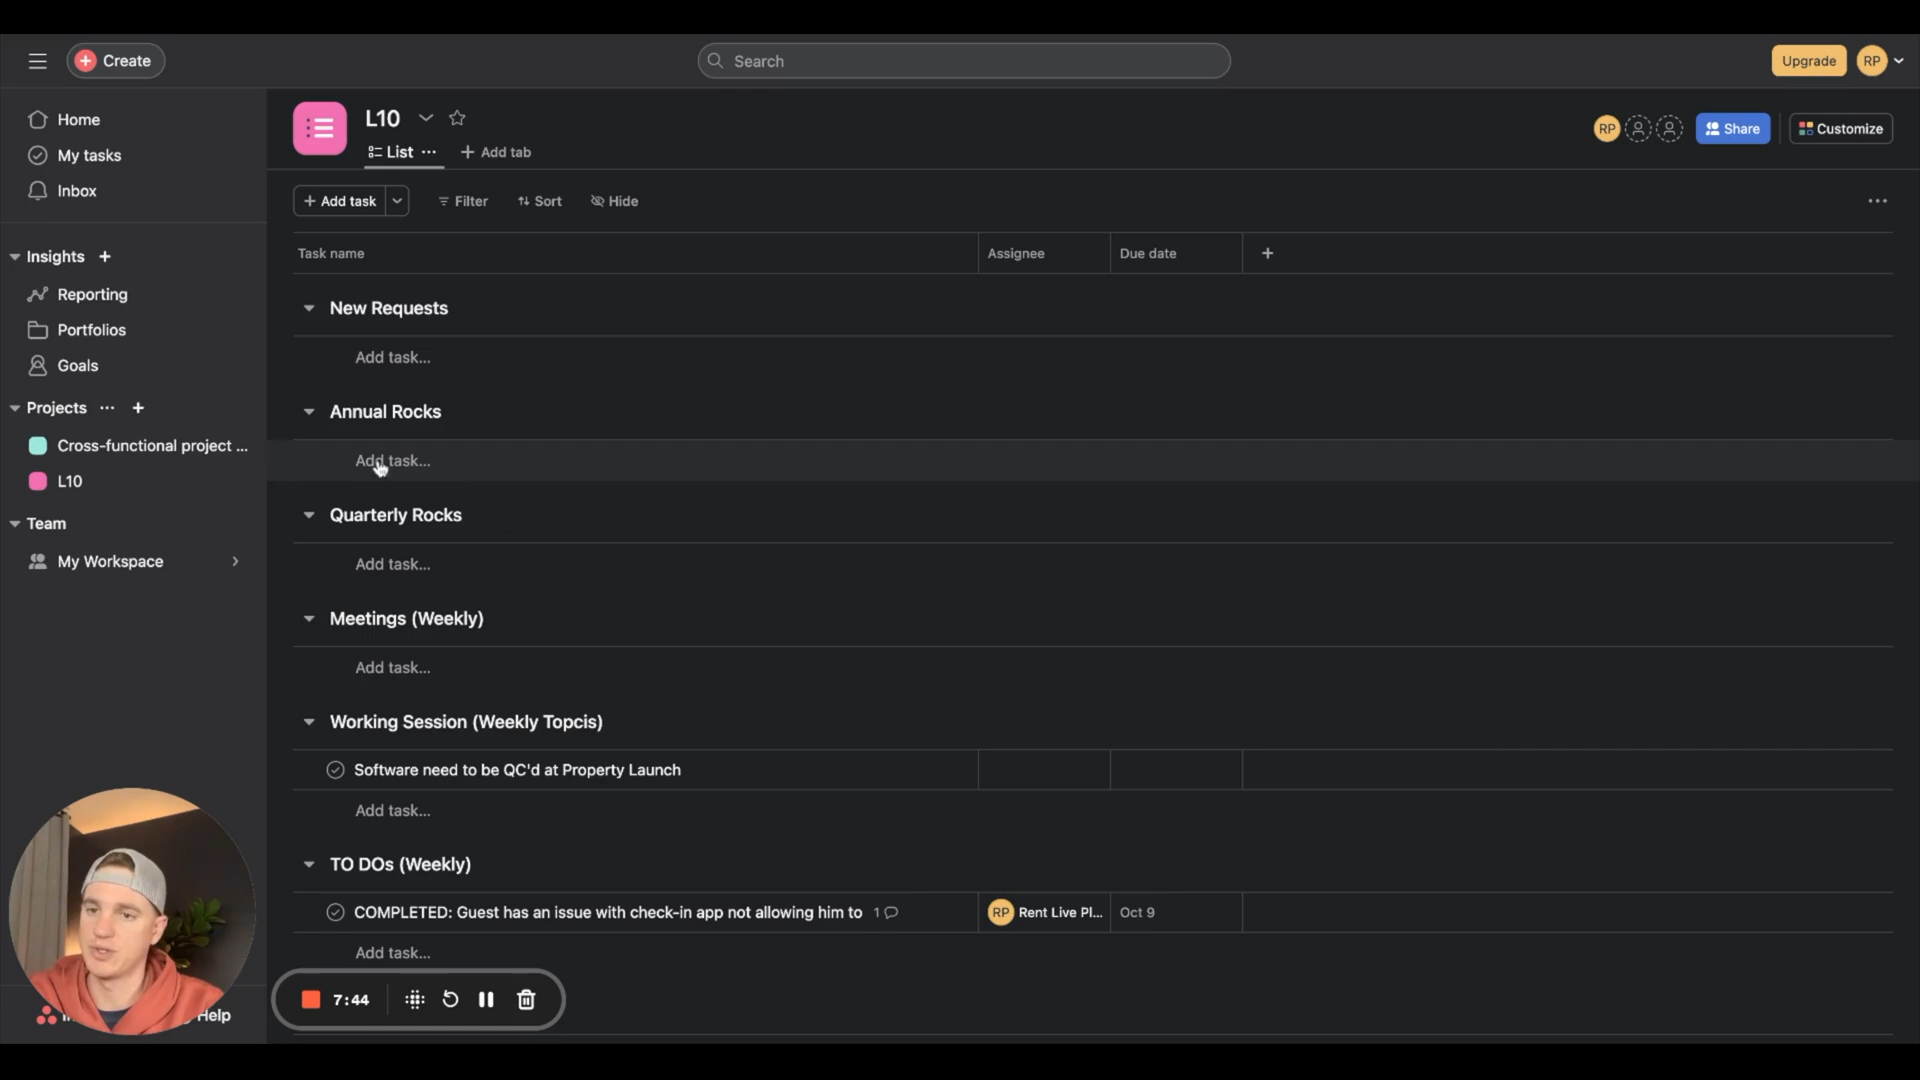 Create
Search
Upgrade
RP
Home
My tasks
Inbox
Insights
Reporting
Portfolios
Goals
Projects
Cross-functional project ...
L10
Team
My Workspace
Help
L10
List
Add tab
RP
Share
Customize
Add task
Filter
Sort
Hide
Task name
Assignee
Due date
New Requests
Add task...
Annual Rocks
Add task...
Quarterly Rocks
Add task...
Meetings (Weekly)
Add task...
Working Session (Weekly Topcis)
Software need to be QC'd at Property Launch
Add task...
TO DOs (Weekly)
COMPLETED: Guest has an issue with check-in app not allowing him to 1
RP Rent Live Pl...
Oct 9
Add task...
7:44